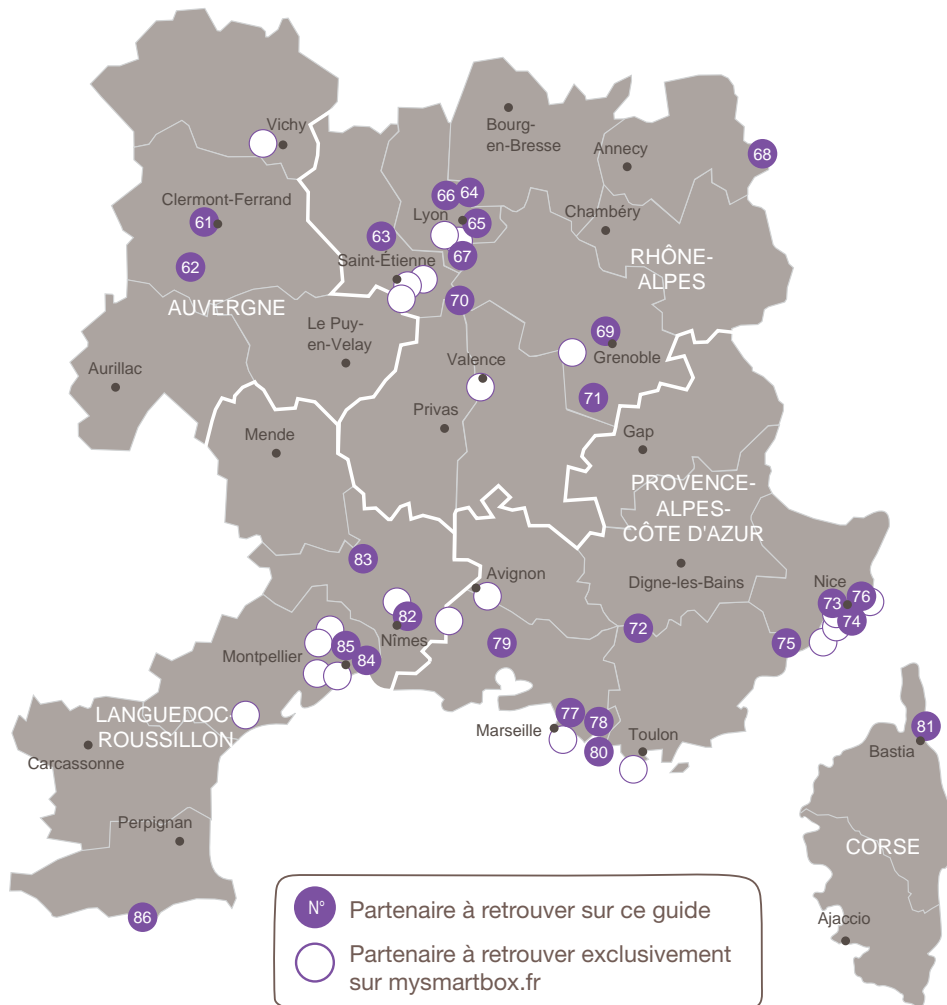 Vichy
Bourg-
en-Bresse
Annecy
68
Clermont-Ferrand
66
64
61
Lyon
65
Chambéry
63
67
62
Saint-Étienne
RHÔNE-
ALPES
AUVERGNE
70
Le Puy-
en-Velay
69
Grenoble
Valence
Aurillac
71
Privas
Mende
Gap
PROVENCE-
ALPES-
CÔTE D'AZUR
83
Avignon
Digne-les-Bains
Nice
73
76
82
Nîmes
72
74
85
84
79
75
Montpellier
LANGUEDOC-
ROUSSILLON
77
78
Marseille
80
Toulon
81
Bastia
Carcassonne
Perpignan
CORSE
86
Ajaccio
N° Partenaire à retrouver sur ce guide
Partenaire à retrouver exclusivement
sur mysmartbox.fr